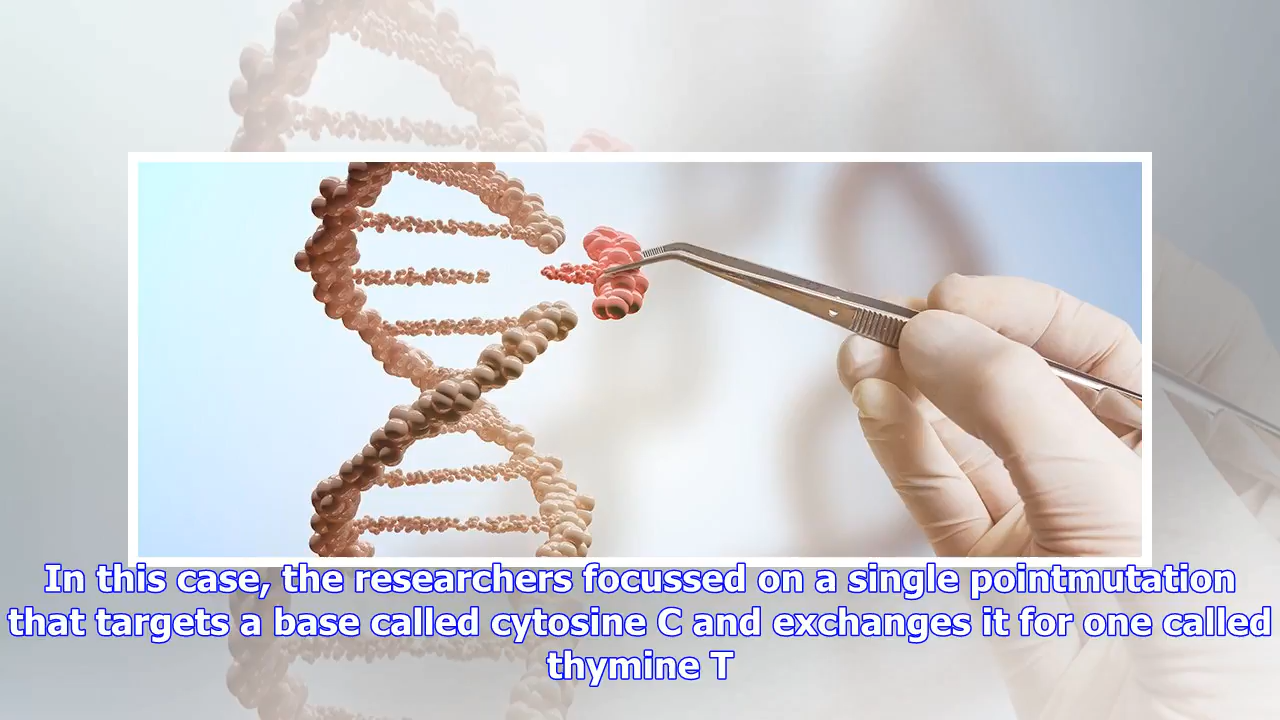 In this case, the researchers focussed on a single pointmutation
that targets a base called cytosine C and exchanges it for one called
thymine T